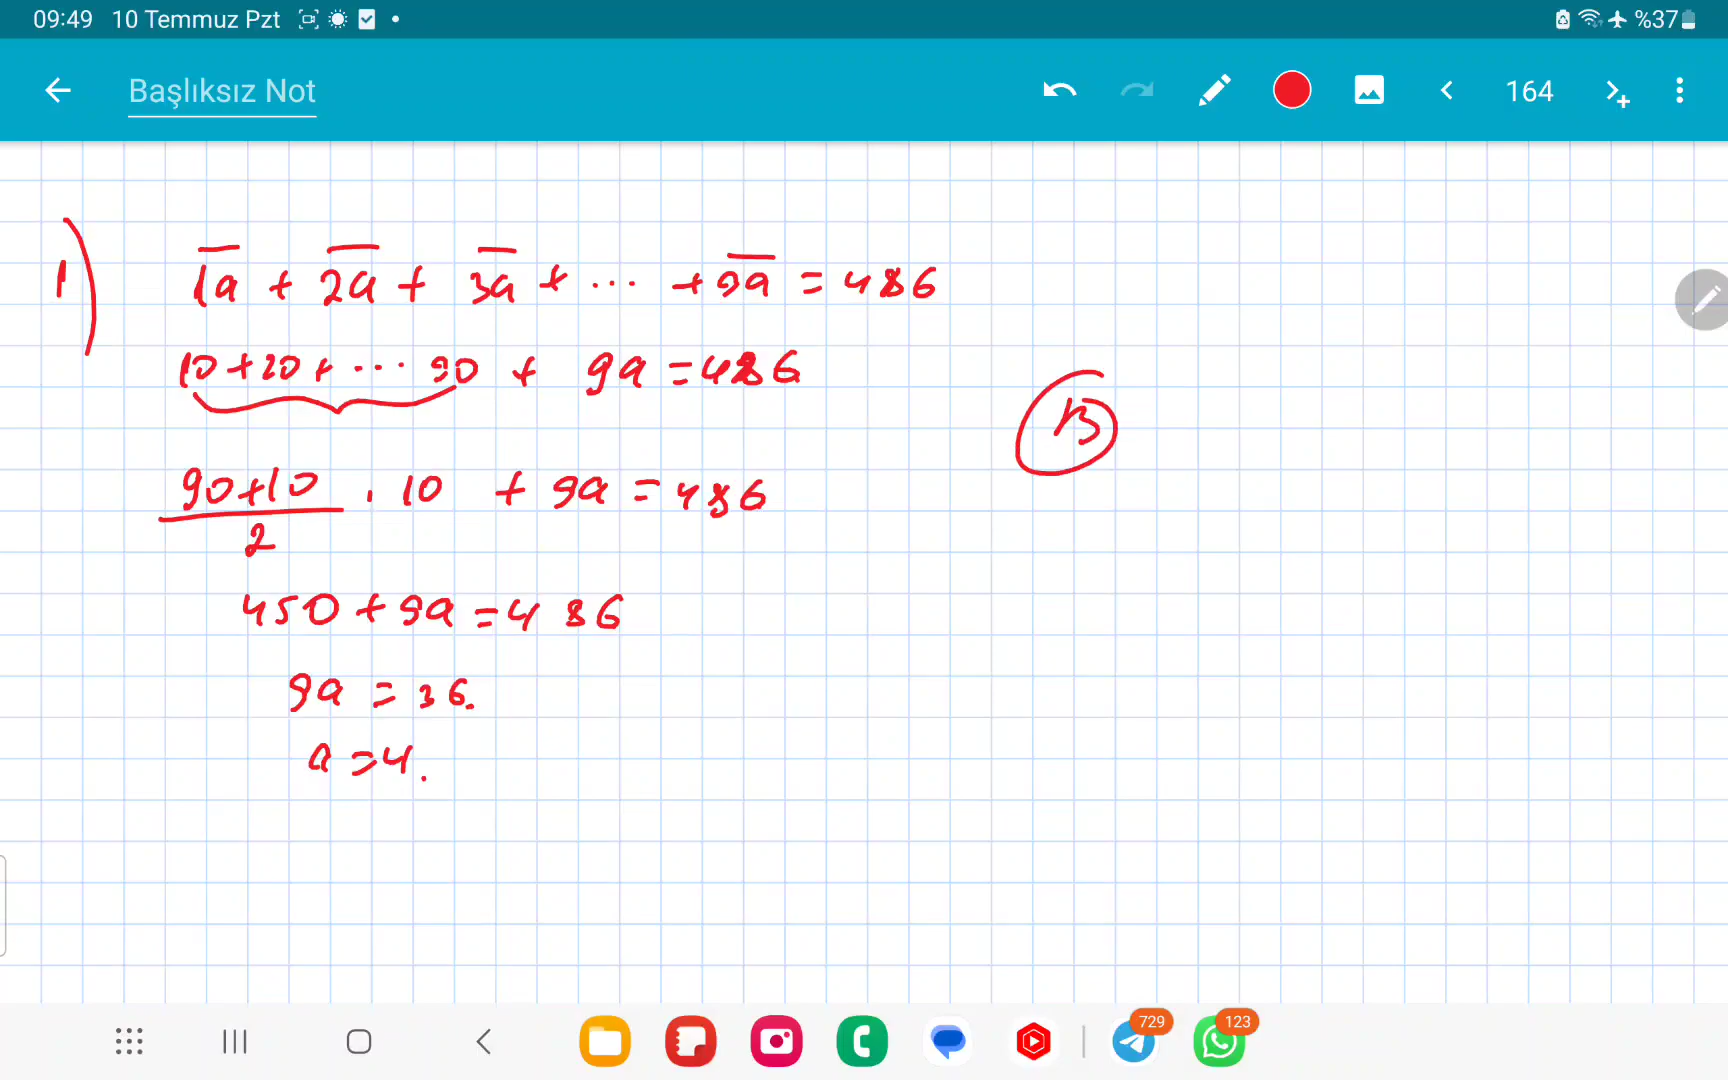 09:49 10 Temmuz Pzt %37
Başlıksız Not 164
1) 1a + 2a + 3a + ... + 9a = 486
10+20+ ... 90 + 9a = 486
B
90+10 . 10 + 9a = 486
2
450 + 9a = 486
9a = 36.
a = 4.
729 123